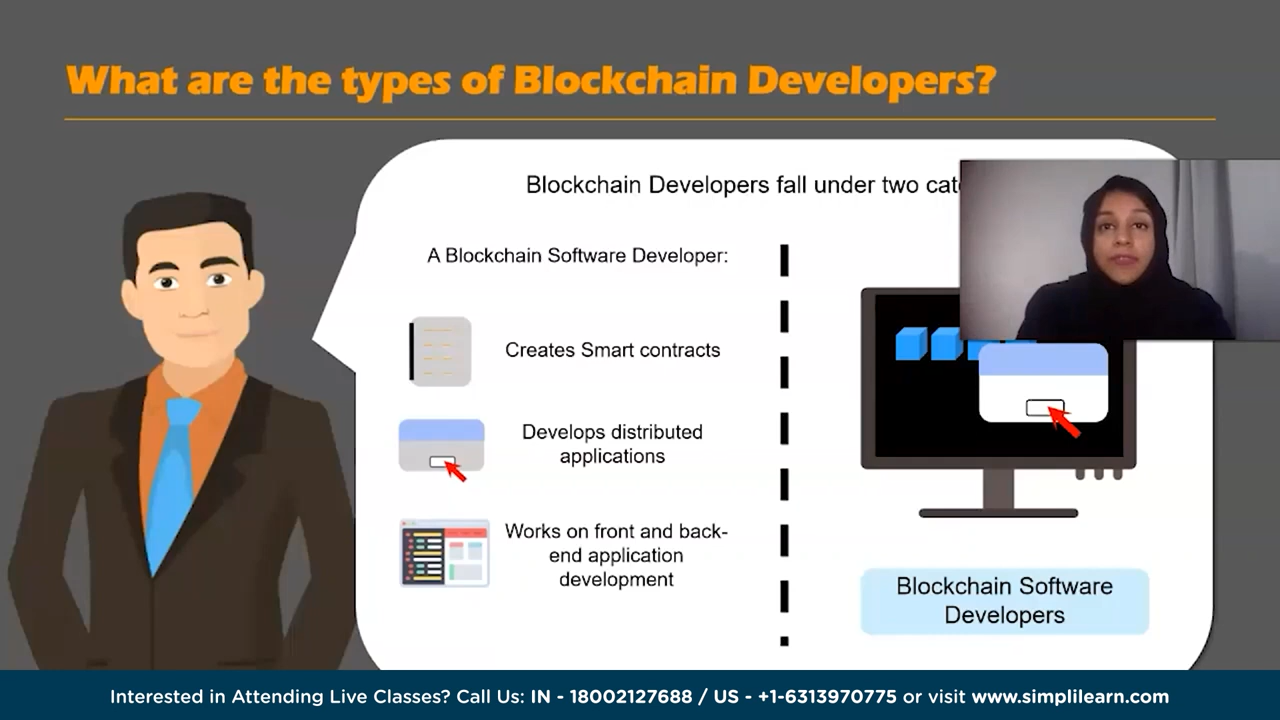 What are the types of Blockchain Developers?
Blockchain Developers fall under two
A Blockchain Software Developer:
Creates Smart contracts
Develops distributed
applications
Works on front and back-
end application
development
Blockchain Software
Developers
Interested in Attending Live Classes? Call Us: IN - 18002127688 / US - +1-6313970775 or visit www.simplilearn.com